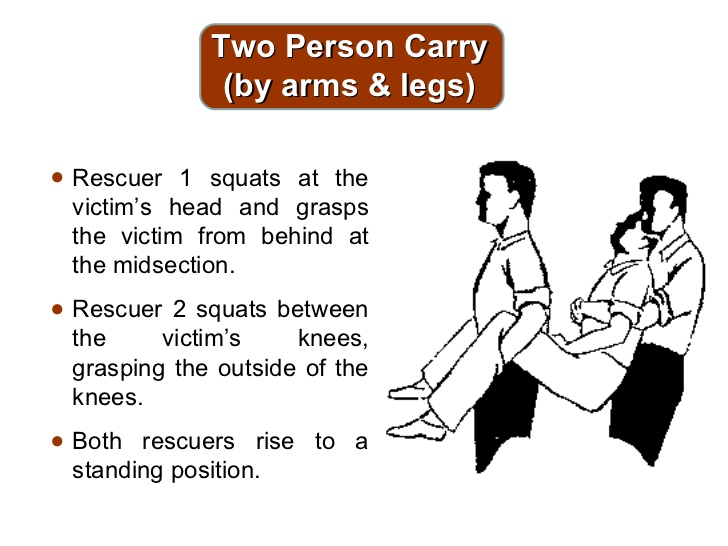 Two Person Carry
(by arms & legs)
• Rescuer 1 squats at the
victim’s head and grasps
the victim from behind at
the midsection.
• Rescuer 2 squats between
the victim’s knees,
grasping the outside of the
knees.
• Both rescuers rise to a
standing position.